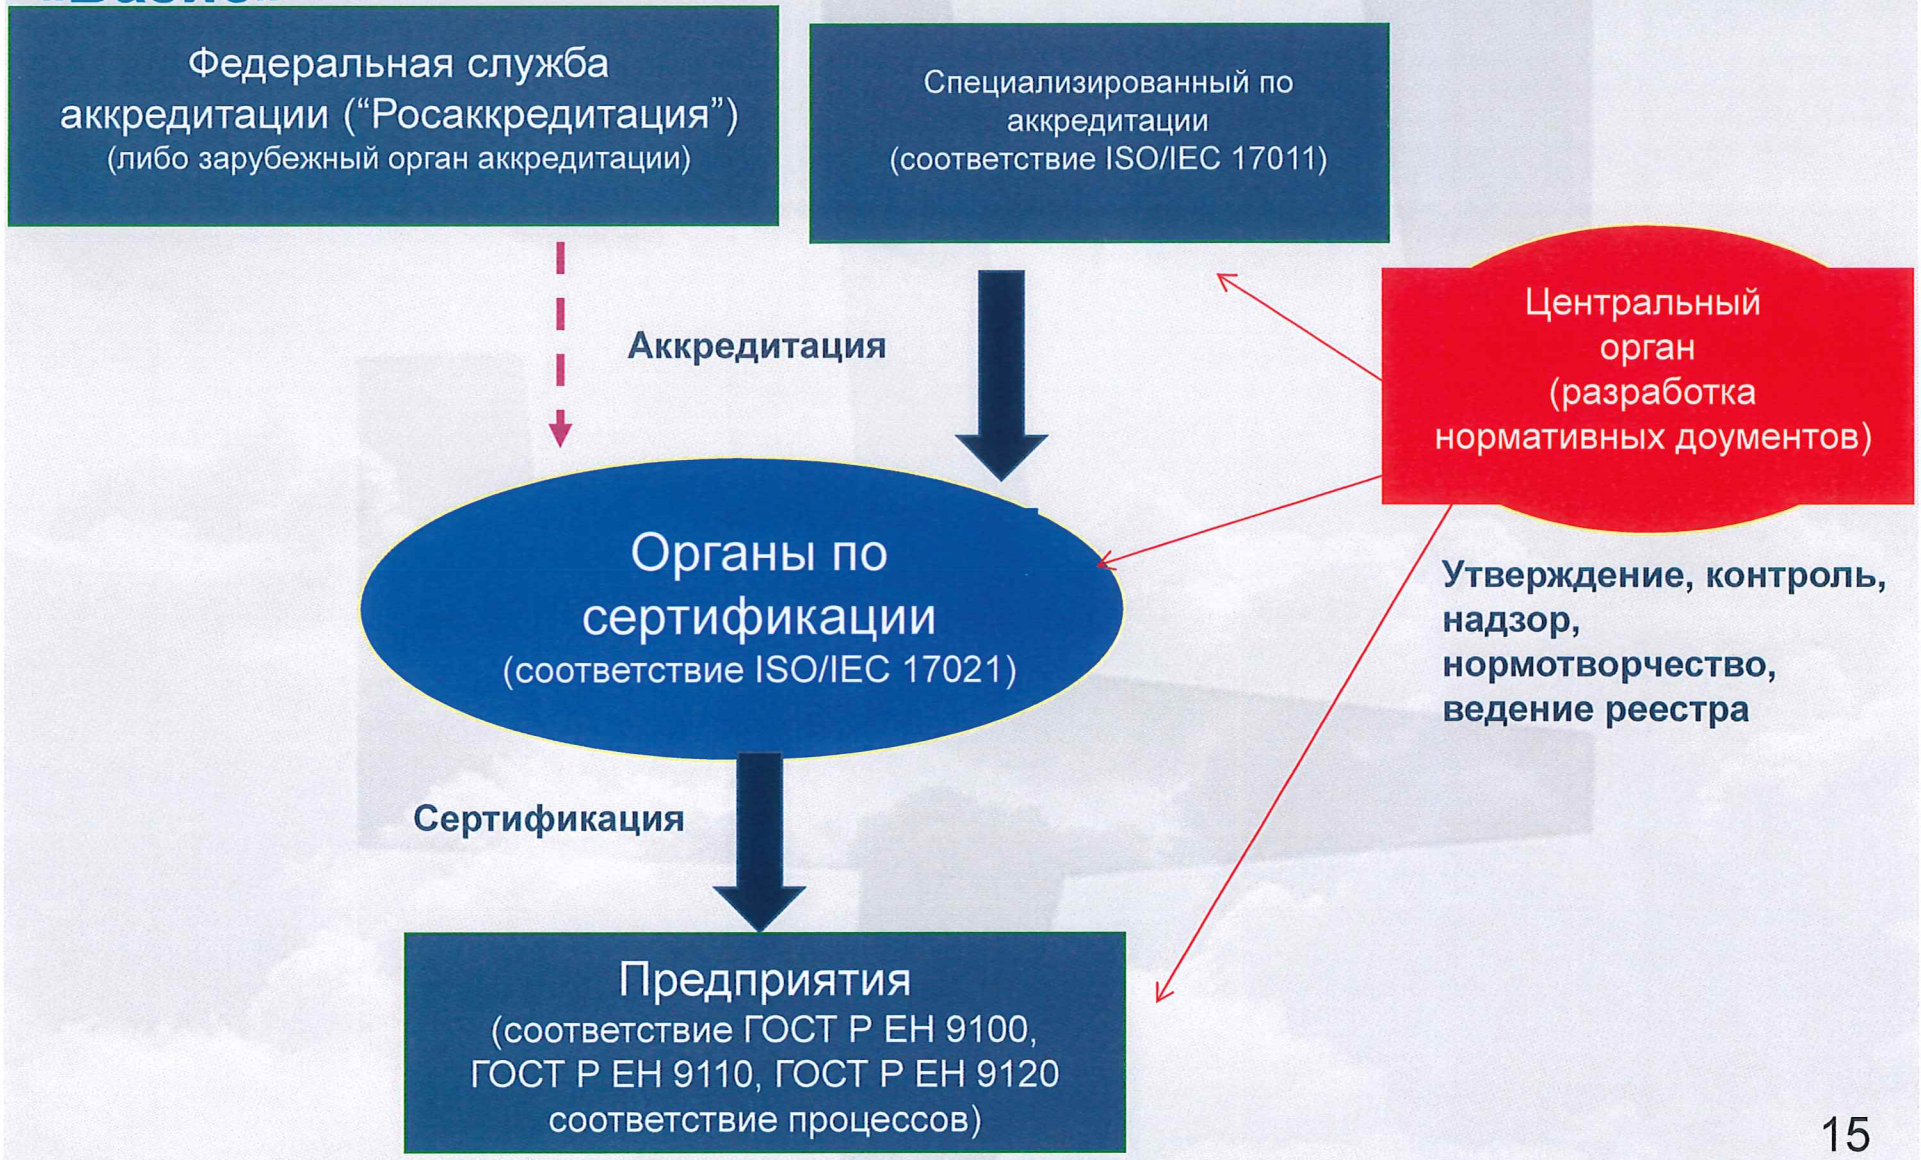 Федеральная служба
аккредитации (“Росаккредитация”)
(либо зарубежный орган аккредитации)
Специализированный по
аккредитации
(соответствие ISO/IEC 17011)
Аккредитация
Центральный
орган
(разработка
нормативных доументов)
Органы по
сертификации
(соответствие ISO/IEC 17021)
Утверждение, контроль,
надзор,
нормотворчество,
ведение реестра
Сертификация
Предприятия
(соответствие ГОСТ Р ЕН 9100,
ГОСТ Р ЕН 9110, ГОСТ Р ЕН 9120
соответствие процессов)
15